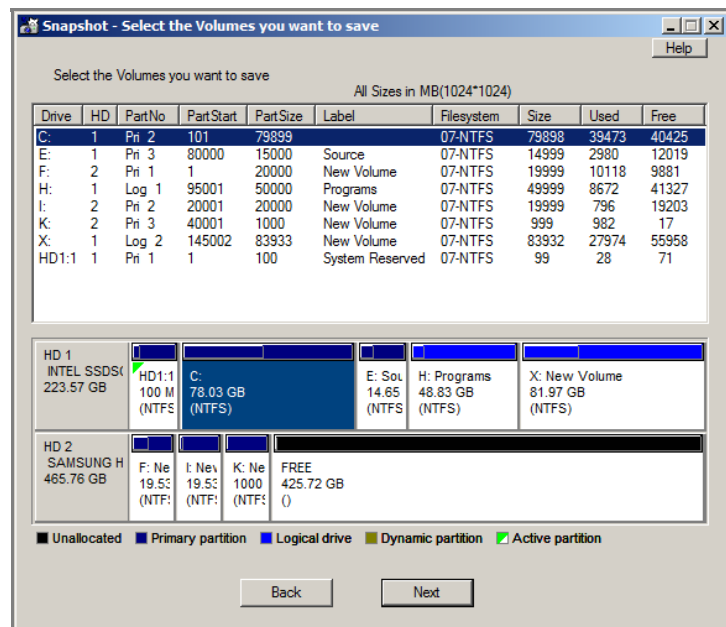 Snapshot - Select the Volumes you want to save
Help
Select the Volumes you want to save
All Sizes in MB(1024*1024)
Drive HD PartNo PartStart PartSize Label Filesystem Size Used Free
C: 1 Pri 2 101 79899 07-NTFS 79898 39473 40425
E: 1 Pri 3 80000 15000 Source 07-NTFS 14999 2980 12019
F: 2 Pri 1 1 20000 New Volume 07-NTFS 19999 10118 9881
H: 1 Log 1 95001 50000 Programs 07-NTFS 49999 8672 41327
I: 2 Pri 2 20001 20000 New Volume 07-NTFS 19999 796 19203
K: 2 Pri 3 40001 1000 New Volume 07-NTFS 999 982 17
X: 1 Log 2 145002 83933 New Volume 07-NTFS 83932 27974 55958
HD1:1 1 Pri 1 1 100 System Reserved 07-NTFS 99 28 71
HD 1 HD1:1 C: E: Sou H: Programs X: New Volume
INTEL SSDS( 100 M 78.03 GB 14.65 48.83 GB 81.97 GB
223.57 GB (NTFS (NTFS) (NTFS (NTFS) (NTFS)
HD 2 F: Ne I: Nev K: Ne FREE
SAMSUNG H 19.53 19.53 1000 425.72 GB
465.76 GB (NTF (NTF (NTF ()
Unallocated Primary partition Logical drive Dynamic partition Active partition
Back Next